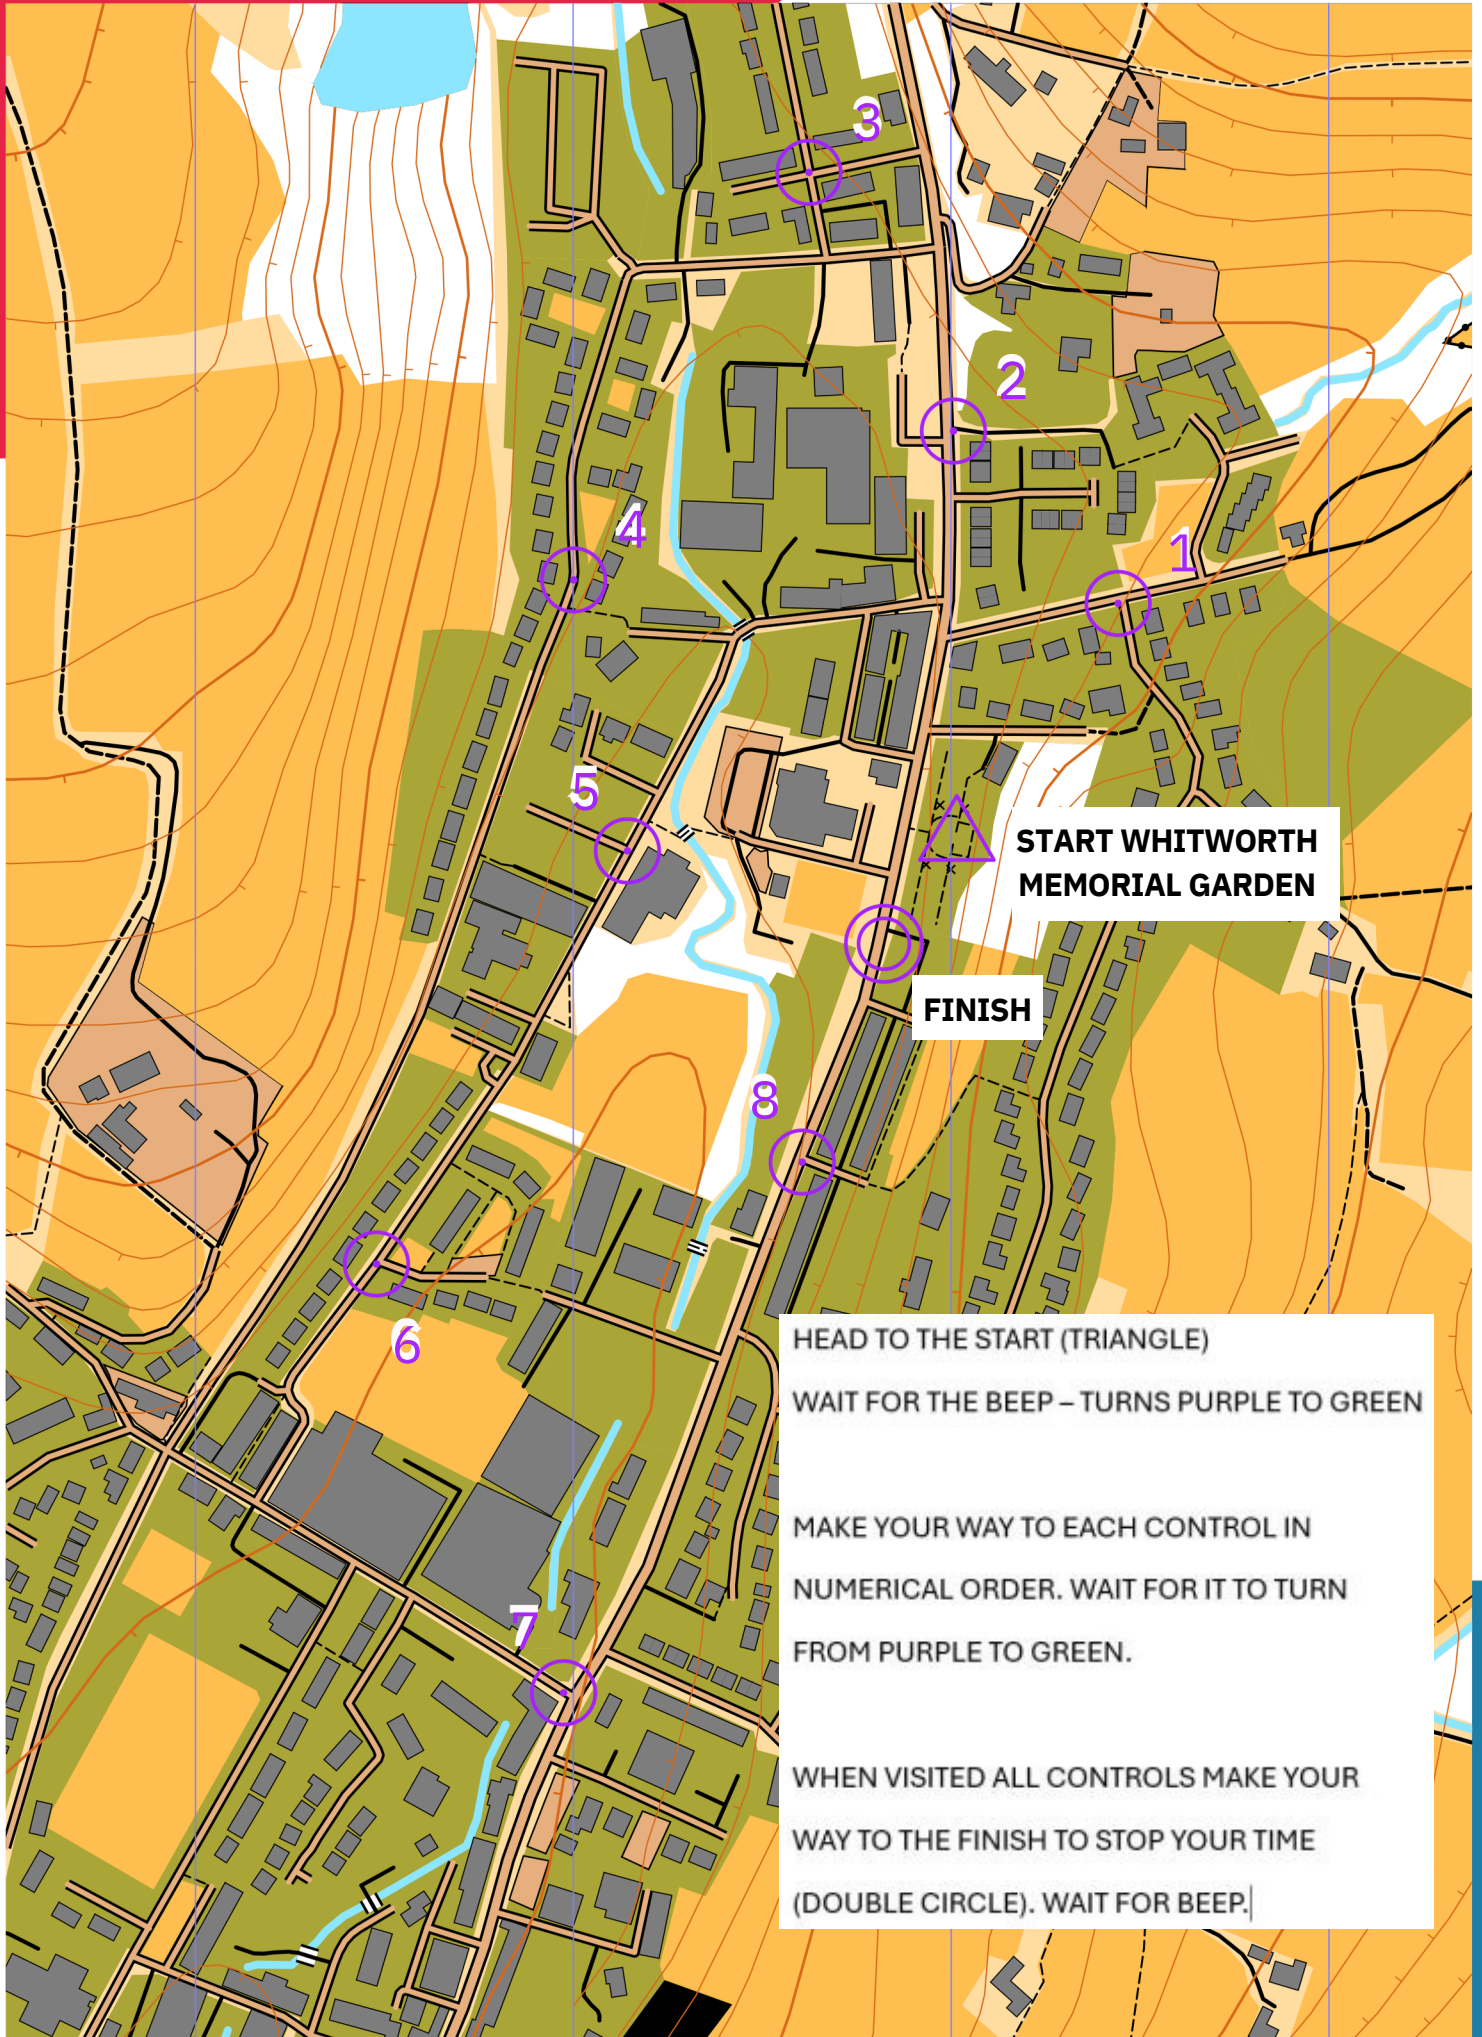 3
2
4
1
5
START WHITWORTH
MEMORIAL GARDEN
FINISH
8
6
7
HEAD TO THE START (TRIANGLE)
WAIT FOR THE BEEP – TURNS PURPLE TO GREEN
MAKE YOUR WAY TO EACH CONTROL IN
NUMERICAL ORDER. WAIT FOR IT TO TURN
FROM PURPLE TO GREEN.
WHEN VISITED ALL CONTROLS MAKE YOUR
WAY TO THE FINISH TO STOP YOUR TIME
(DOUBLE CIRCLE). WAIT FOR BEEP.